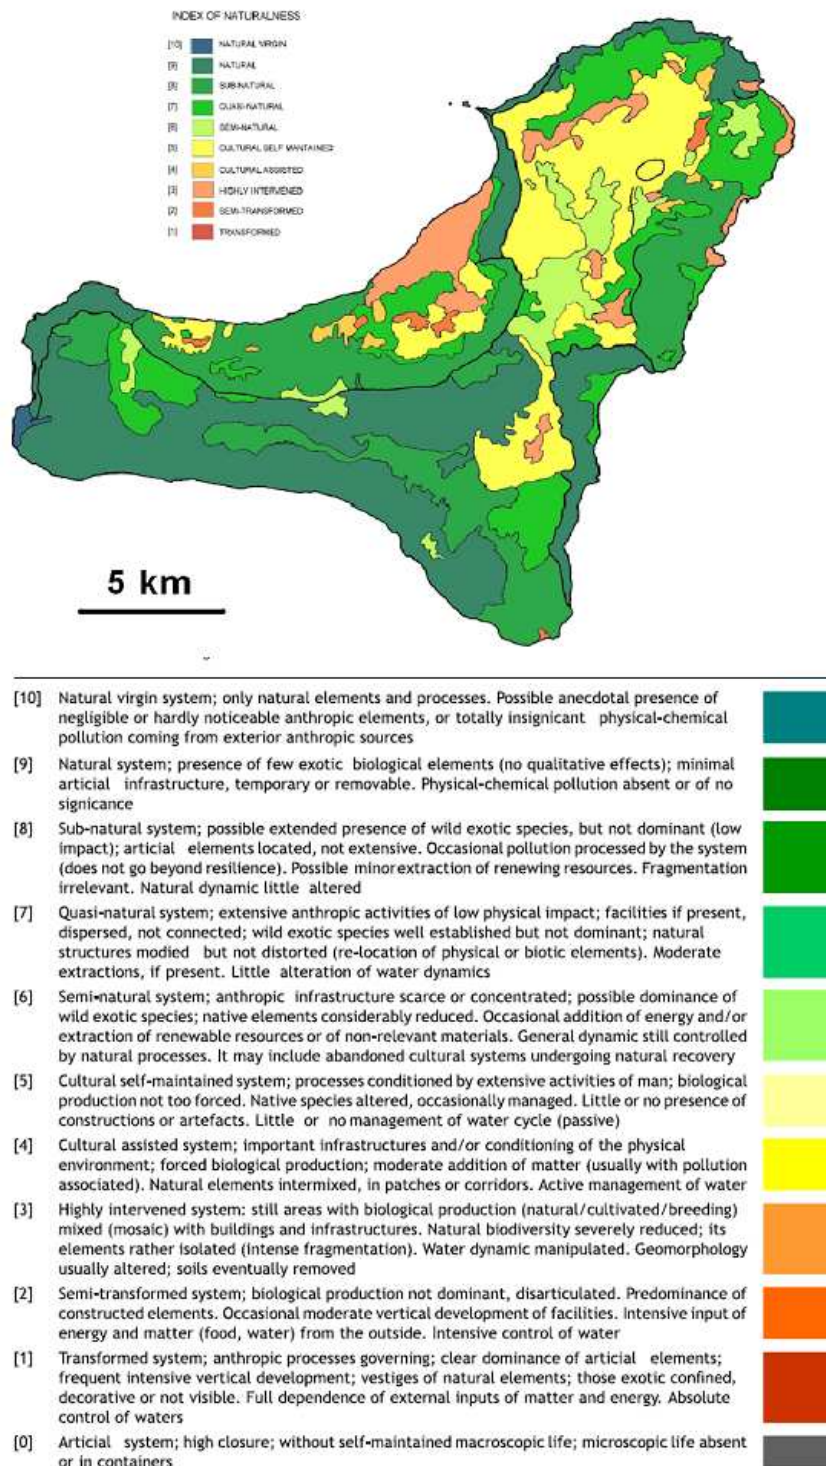 INDEX OF NATURALNESS
[10] NATURAL VIRGIN
[9] NATURAL
[8] SUB-NATURAL
[7] QUASI-NATURAL
[6] SEMI-NATURAL
[5] CULTURAL SELF MANTAINED
[4] CULTURAL ASSISTED
[3] HIGHLY INTERVENED
[2] SEMI-TRANSFORMED
[1] TRANSFORMED
5 km
[10] Natural virgin system; only natural elements and processes. Possible anecdotal presence of
negligible or hardly noticeable anthropic elements, or totally insignicant physical-chemical
pollution coming from exterior anthropic sources
[9] Natural system; presence of few exotic biological elements (no qualitative effects); minimal
articial infrastructure, temporary or removable. Physical-chemical pollution absent or of no
signicance
[8] Sub-natural system; possible extended presence of wild exotic species, but not dominant (low
impact); articial elements located, not extensive. Occasional pollution processed by the system
(does not go beyond resilience). Possible minorextraction of renewing resources. Fragmentation
irrelevant. Natural dynamic little altered
[7] Quasi-natural system; extensive anthropic activities of low physical impact; facilities if present,
dispersed, not connected; wild exotic species well established but not dominant; natural
structures modied but not distorted (re-location of physical or biotic elements). Moderate
extractions, if present. Little alteration of water dynamics
[6] Semi-natural system; anthropic infrastructure scarce or concentrated; possible dominance of
wild exotic species; native elements considerably reduced. Occasional addition of energy and/or
extraction of renewable resources or of non-relevant materials. General dynamic still controlled
by natural processes. It may include abandoned cultural systems undergoing natural recovery
[5] Cultural self-maintained system; processes conditioned by extensive activities of man; biological
production not too forced. Native species altered, occasionally managed. Little or no presence of
constructions or artefacts. Little or no management of water cycle (passive)
[4] Cultural assisted system; important infrastructures and/or conditioning of the physical
environment; forced biological production; moderate addition of matter (usually with pollution
associated). Natural elements intermixed, in patches or corridors. Active management of water
[3] Highly intervened system: still areas with biological production (natural/cultivated/breeding)
mixed (mosaic) with buildings and infrastructures. Natural biodiversity severely reduced; its
elements rather isolated (intense fragmentation). Water dynamic manipulated. Geomorphology
usually altered; soils eventually removed
[2] Semi-transformed system; biological production not dominant, disarticulated. Predominance of
constructed elements. Occasional moderate vertical development of facilities. Intensive input of
energy and matter (food, water) from the outside. Intensive control of water
[1] Transformed system; anthropic processes governing; clear dominance of articial elements;
frequent intensive vertical development; vestiges of natural elements; those exotic confined,
decorative or not visible. Full dependence of external inputs of matter and energy. Absolute
control of waters
[0] Articial system; high closure; without self-maintained macroscopic life; microscopic life absent
or in containers